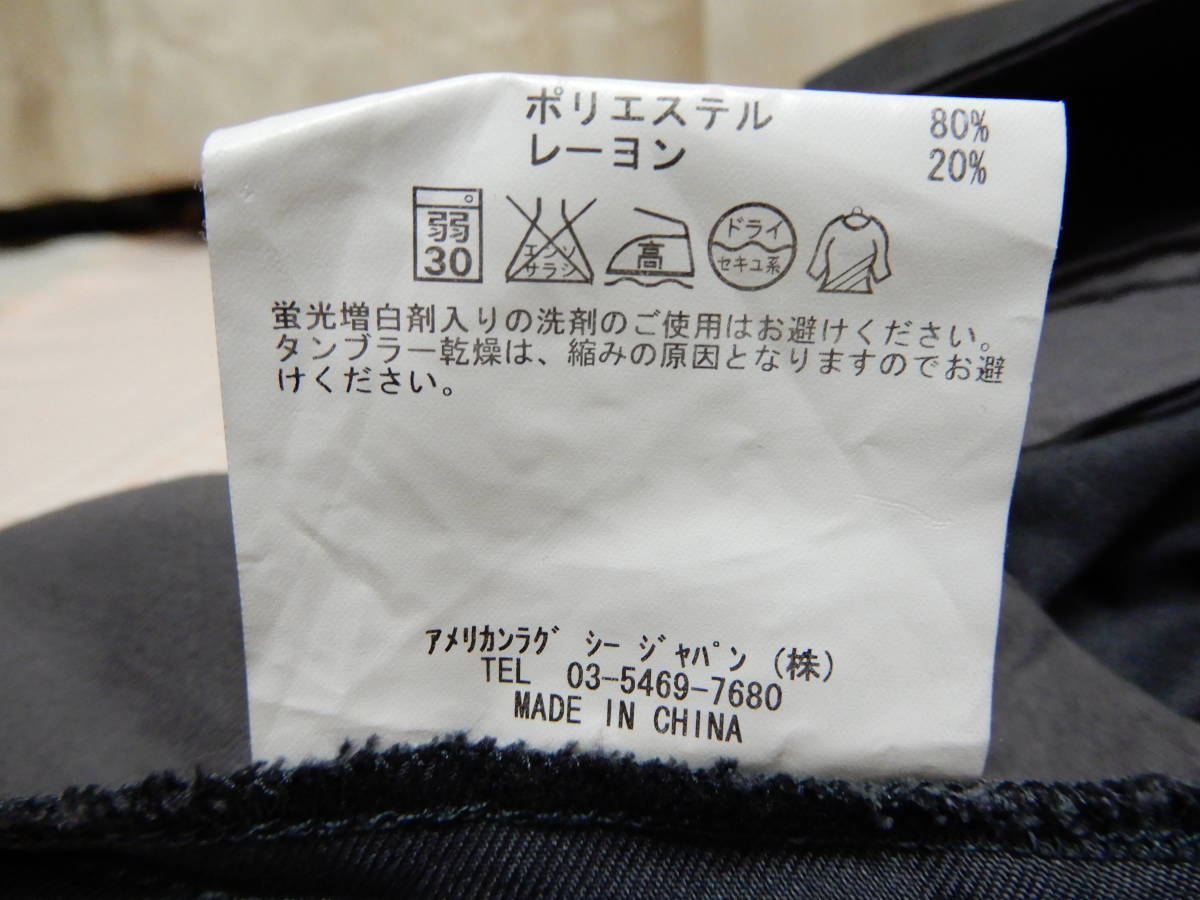 ポリエステル 80%
レーヨン 20%
弱 エンソ 高 ドライ
30 サラシ セキユ系
蛍光増白剤入りの洗剤のご使用はお避けください。
タンブラー乾燥は、縮みの原因となりますのでお避
けください。
ｱﾒﾘｶﾝﾗｸﾞ ｼｰ ｼﾞｬﾊﾟﾝ (株)
TEL 03-5469-7680
MADE IN CHINA